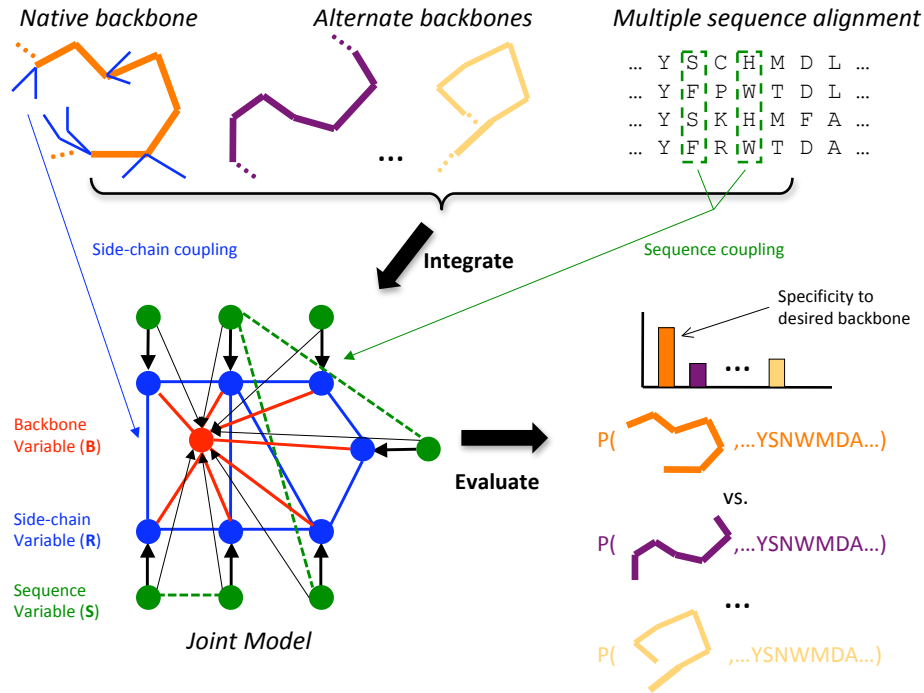 Native backbone
Alternate backbones
Multiple sequence alignment
... Y S C H M D L ...
... Y F P W T D L ...
... Y S K H M F A ...
... Y F R W T D A ...
...
Side-chain coupling
Integrate
Sequence coupling
Specificity to
desired backbone
...
Backbone
Variable (B)
Evaluate
P( ,...YSNWMDA...)
vs.
Side-chain
Variable (R)
P( ,...YSNWMDA...)
Sequence
Variable (S)
...
Joint Model
P( ,...YSNWMDA...)